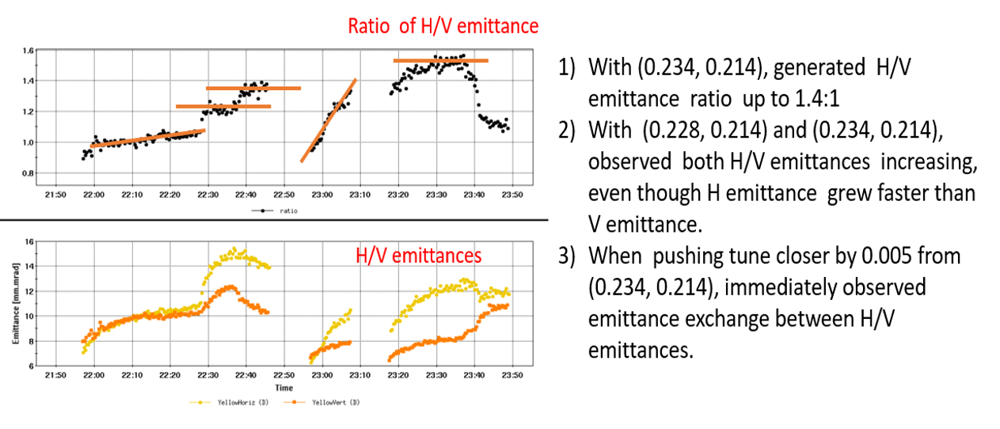 Ratio of H/V emittance
1.6
1.4
1.2
1.0
0.8
21:50 22:00 22:10 22:20 22:30 22:40 22:50 23:00 23:10 23:20 23:30 23:40 23:50
ratio
H/V emittances
16
14
12
10
8
6
Emittance [mm.mrad]
21:50 22:00 22:10 22:20 22:30 22:40 22:50 23:00 23:10 23:20 23:30 23:40 23:50
Time
YellowHoriz (D) YellowVert (D)
1) With (0.234, 0.214), generated H/V
emittance ratio up to 1.4:1
2) With (0.228, 0.214) and (0.234, 0.214),
observed both H/V emittances increasing,
even though H emittance grew faster than
V emittance.
3) When pushing tune closer by 0.005 from
(0.234, 0.214), immediately observed
emittance exchange between H/V
emittances.